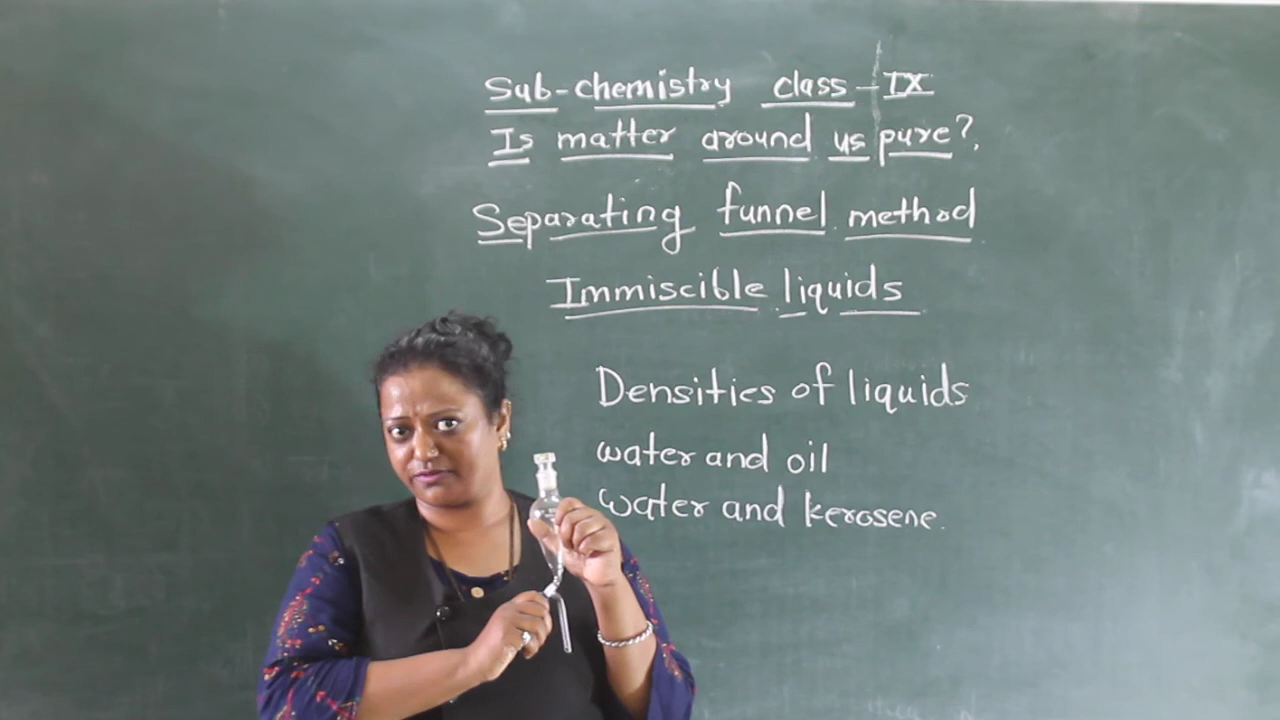 Sub-chemistry class-IX
Is matter around us pure?
Separating funnel method
Immiscible liquids
Densities of liquids
water and oil
water and kerosene.